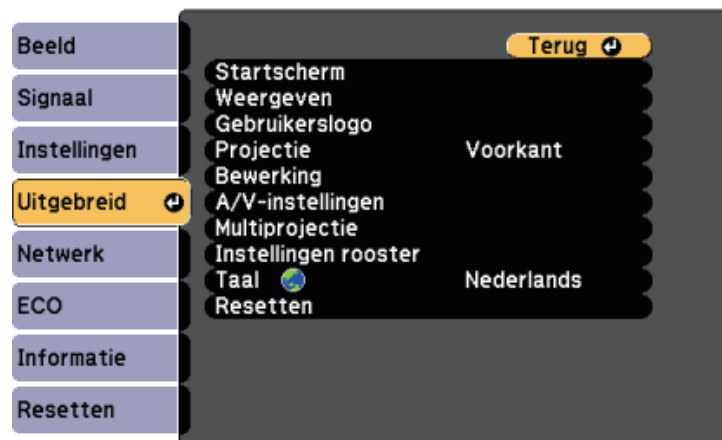 Beeld
Signaal
Instellingen
Uitgebreid
Netwerk
ECO
Informatie
Resetten
Terug
Startscherm
Weergeven
Gebruikerslogo
Projectie Voorkant
Bewerking
A/V-instellingen
Multiprojectie
Instellingen rooster
Taal Nederlands
Resetten